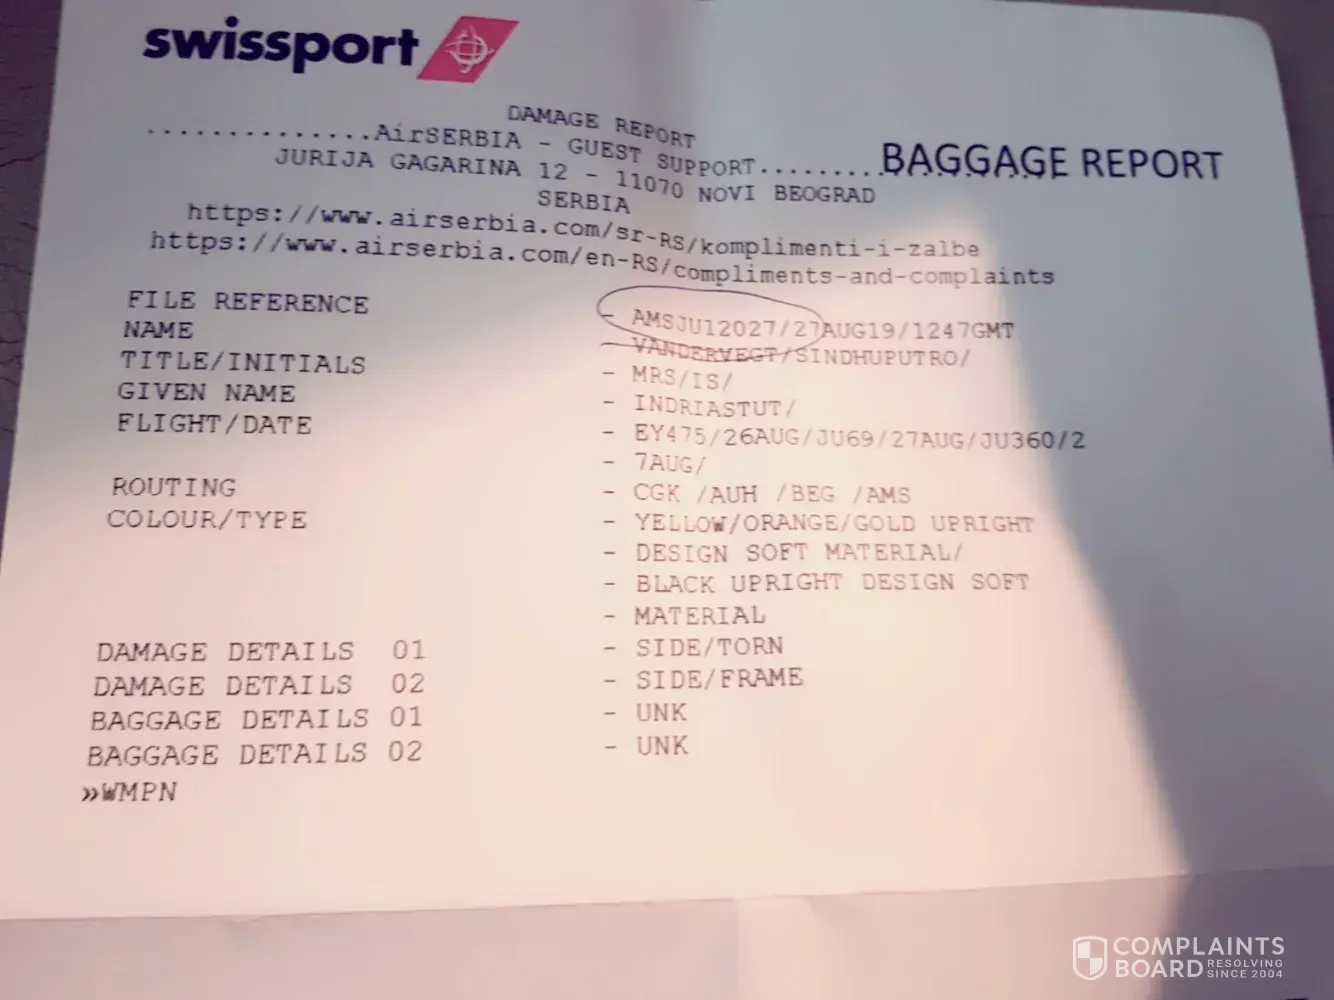 swissport
DAMAGE REPORT
..............AirSERBIA - GUEST SUPPORT.........
BAGGAGE REPORT
JURIJA GAGARINA 12 - 11070 NOVI BEOGRAD
SERBIA
https://www.airserbia.com/sr-RS/komplimenti-i-zalbe
https://www.airserbia.com/en-RS/compliments-and-complaints
FILE REFERENCE - AMSJU12027/27AUG19/1247GMT
NAME - VANDERVEGT/SINDHUPUTRO/
TITLE/INITIALS - MRS/IS/
GIVEN NAME - INDRIASTUT/
FLIGHT/DATE - EY475/26AUG/JU69/27AUG/JU360/2
- 7AUG/
ROUTING - CGK /AUH /BEG /AMS
COLOUR/TYPE - YELLOW/ORANGE/GOLD UPRIGHT
- DESIGN SOFT MATERIAL/
- BLACK UPRIGHT DESIGN SOFT
- MATERIAL
DAMAGE DETAILS 01 - SIDE/TORN
DAMAGE DETAILS 02 - SIDE/FRAME
BAGGAGE DETAILS 01 - UNK
BAGGAGE DETAILS 02 - UNK
»WMPN
COMPLAINTS
BOARD RESOLVING
SINCE 2004